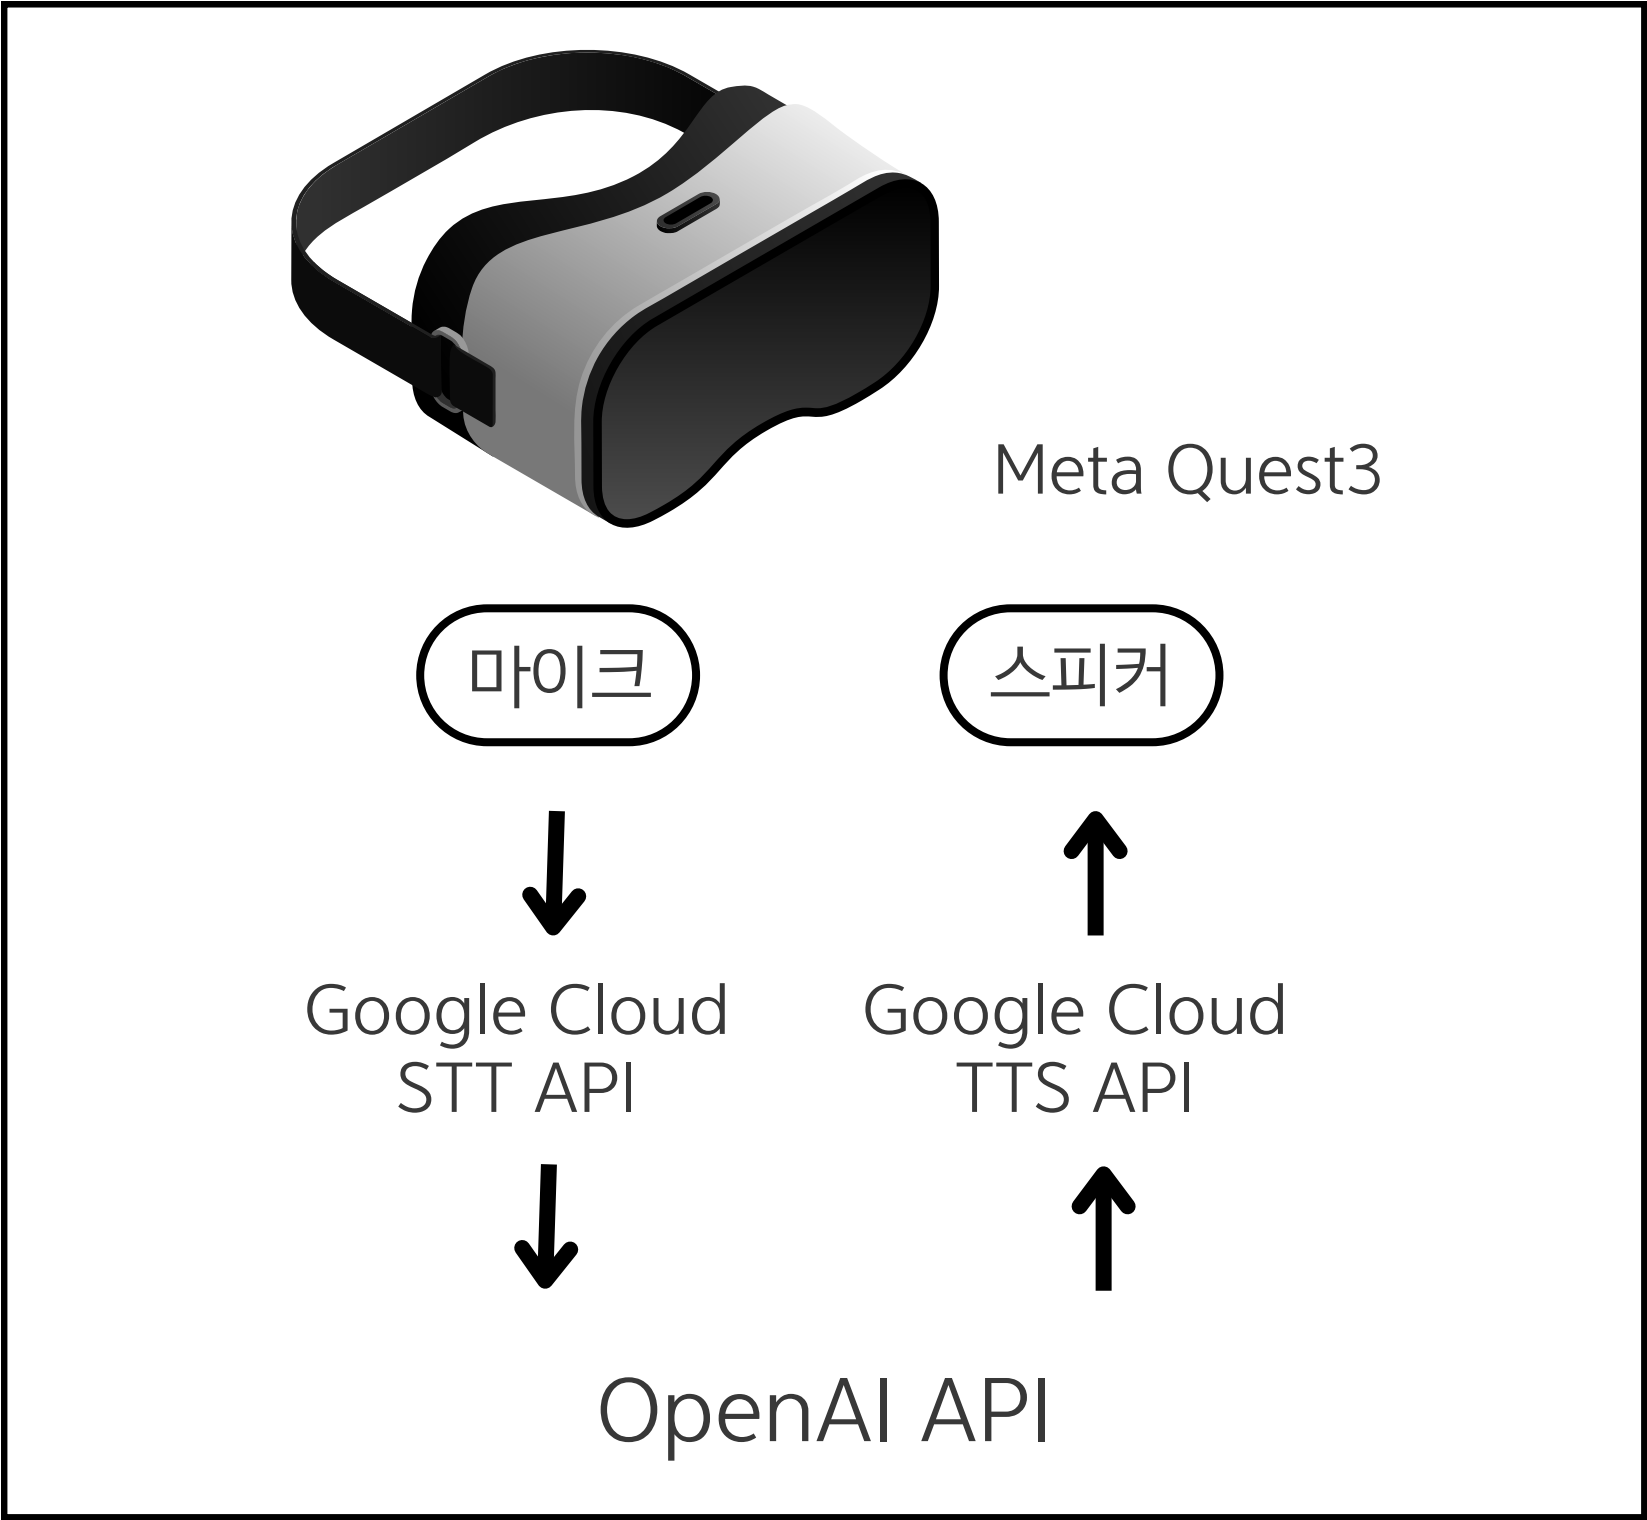 Meta Quest3
마이크
스피커
Google Cloud
STT API
Google Cloud
TTS API
OpenAI API